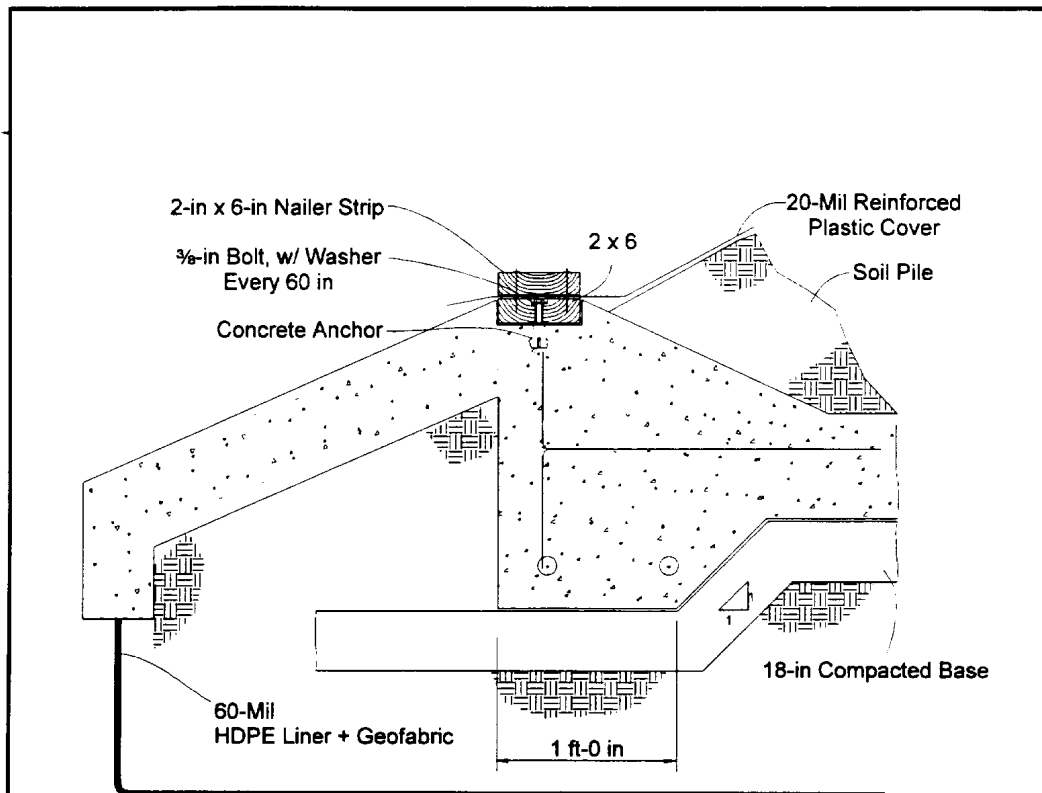 2-in x 6-in Nailer Strip
⅜-in Bolt, w/ Washer
Every 60 in
Concrete Anchor
2 x 6
20-Mil Reinforced
Plastic Cover
Soil Pile
1
1
18-in Compacted Base
60-Mil
HDPE Liner + Geofabric
1 ft-0 in